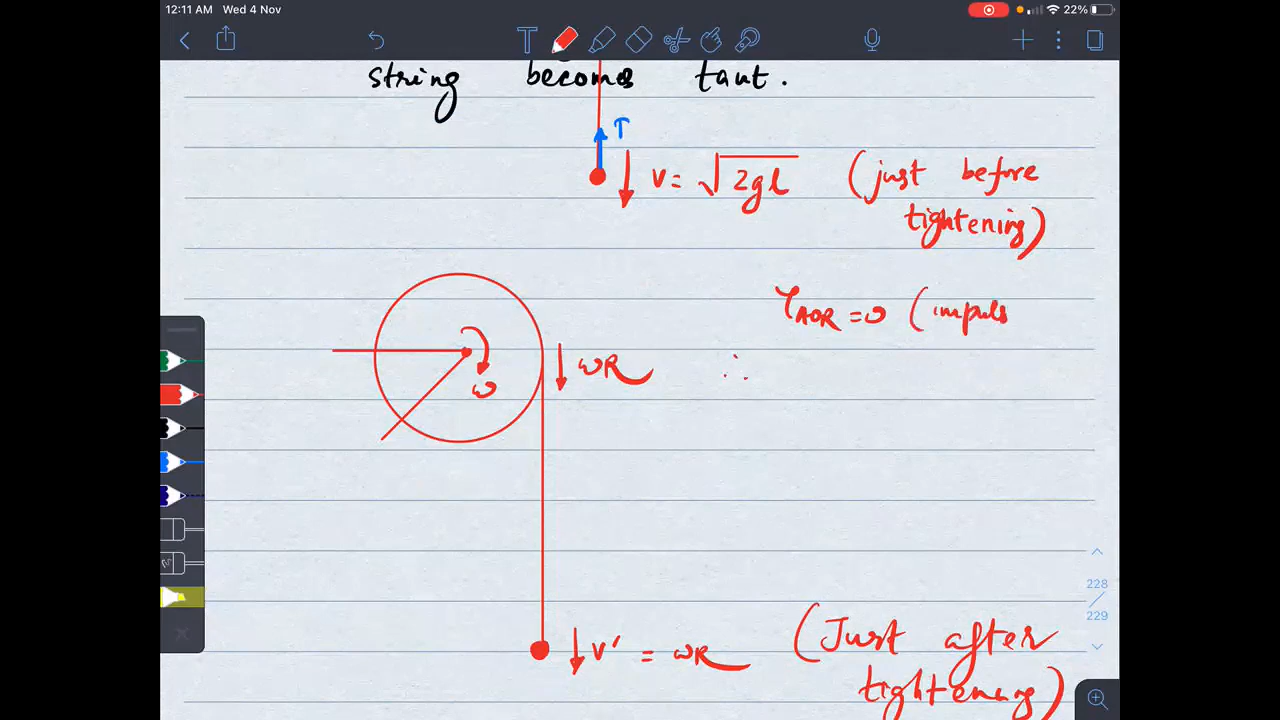 12:11 AM Wed 4 Nov
22%
string becomes taut.
T
v = √2gl (just before
tightening)
τAOR = 0 (impuls
ωR ∴
ω
228
229
v' = ωR (Just after
tightening)